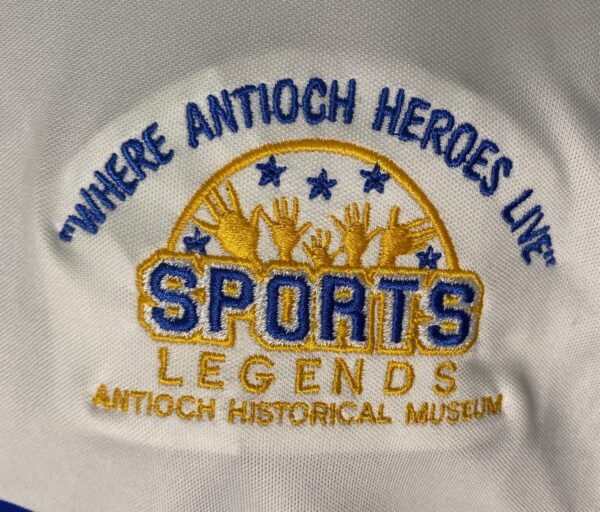 "WHERE ANTIOCH HEROES LIVE"
SPORTS
LEGENDS
ANTIOCH HISTORICAL MUSEUM